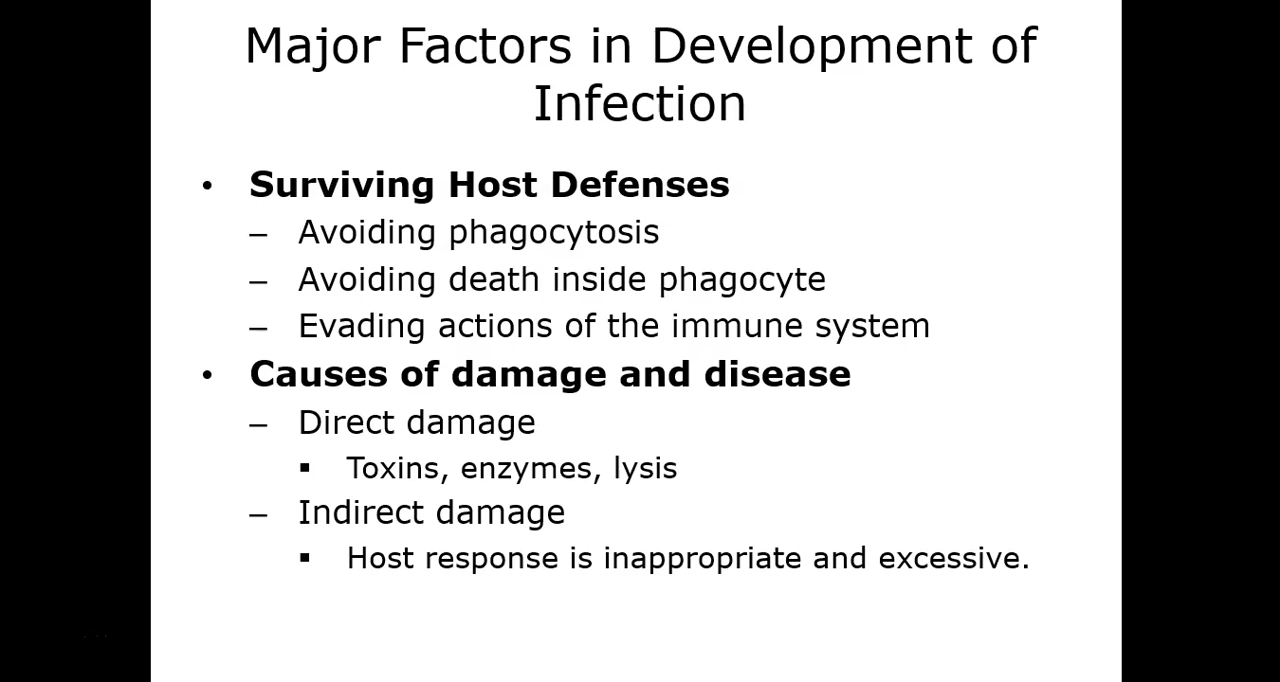 Major Factors in Development of
Infection
• Surviving Host Defenses
– Avoiding phagocytosis
– Avoiding death inside phagocyte
– Evading actions of the immune system
• Causes of damage and disease
– Direct damage
▪ Toxins, enzymes, lysis
– Indirect damage
▪ Host response is inappropriate and excessive.